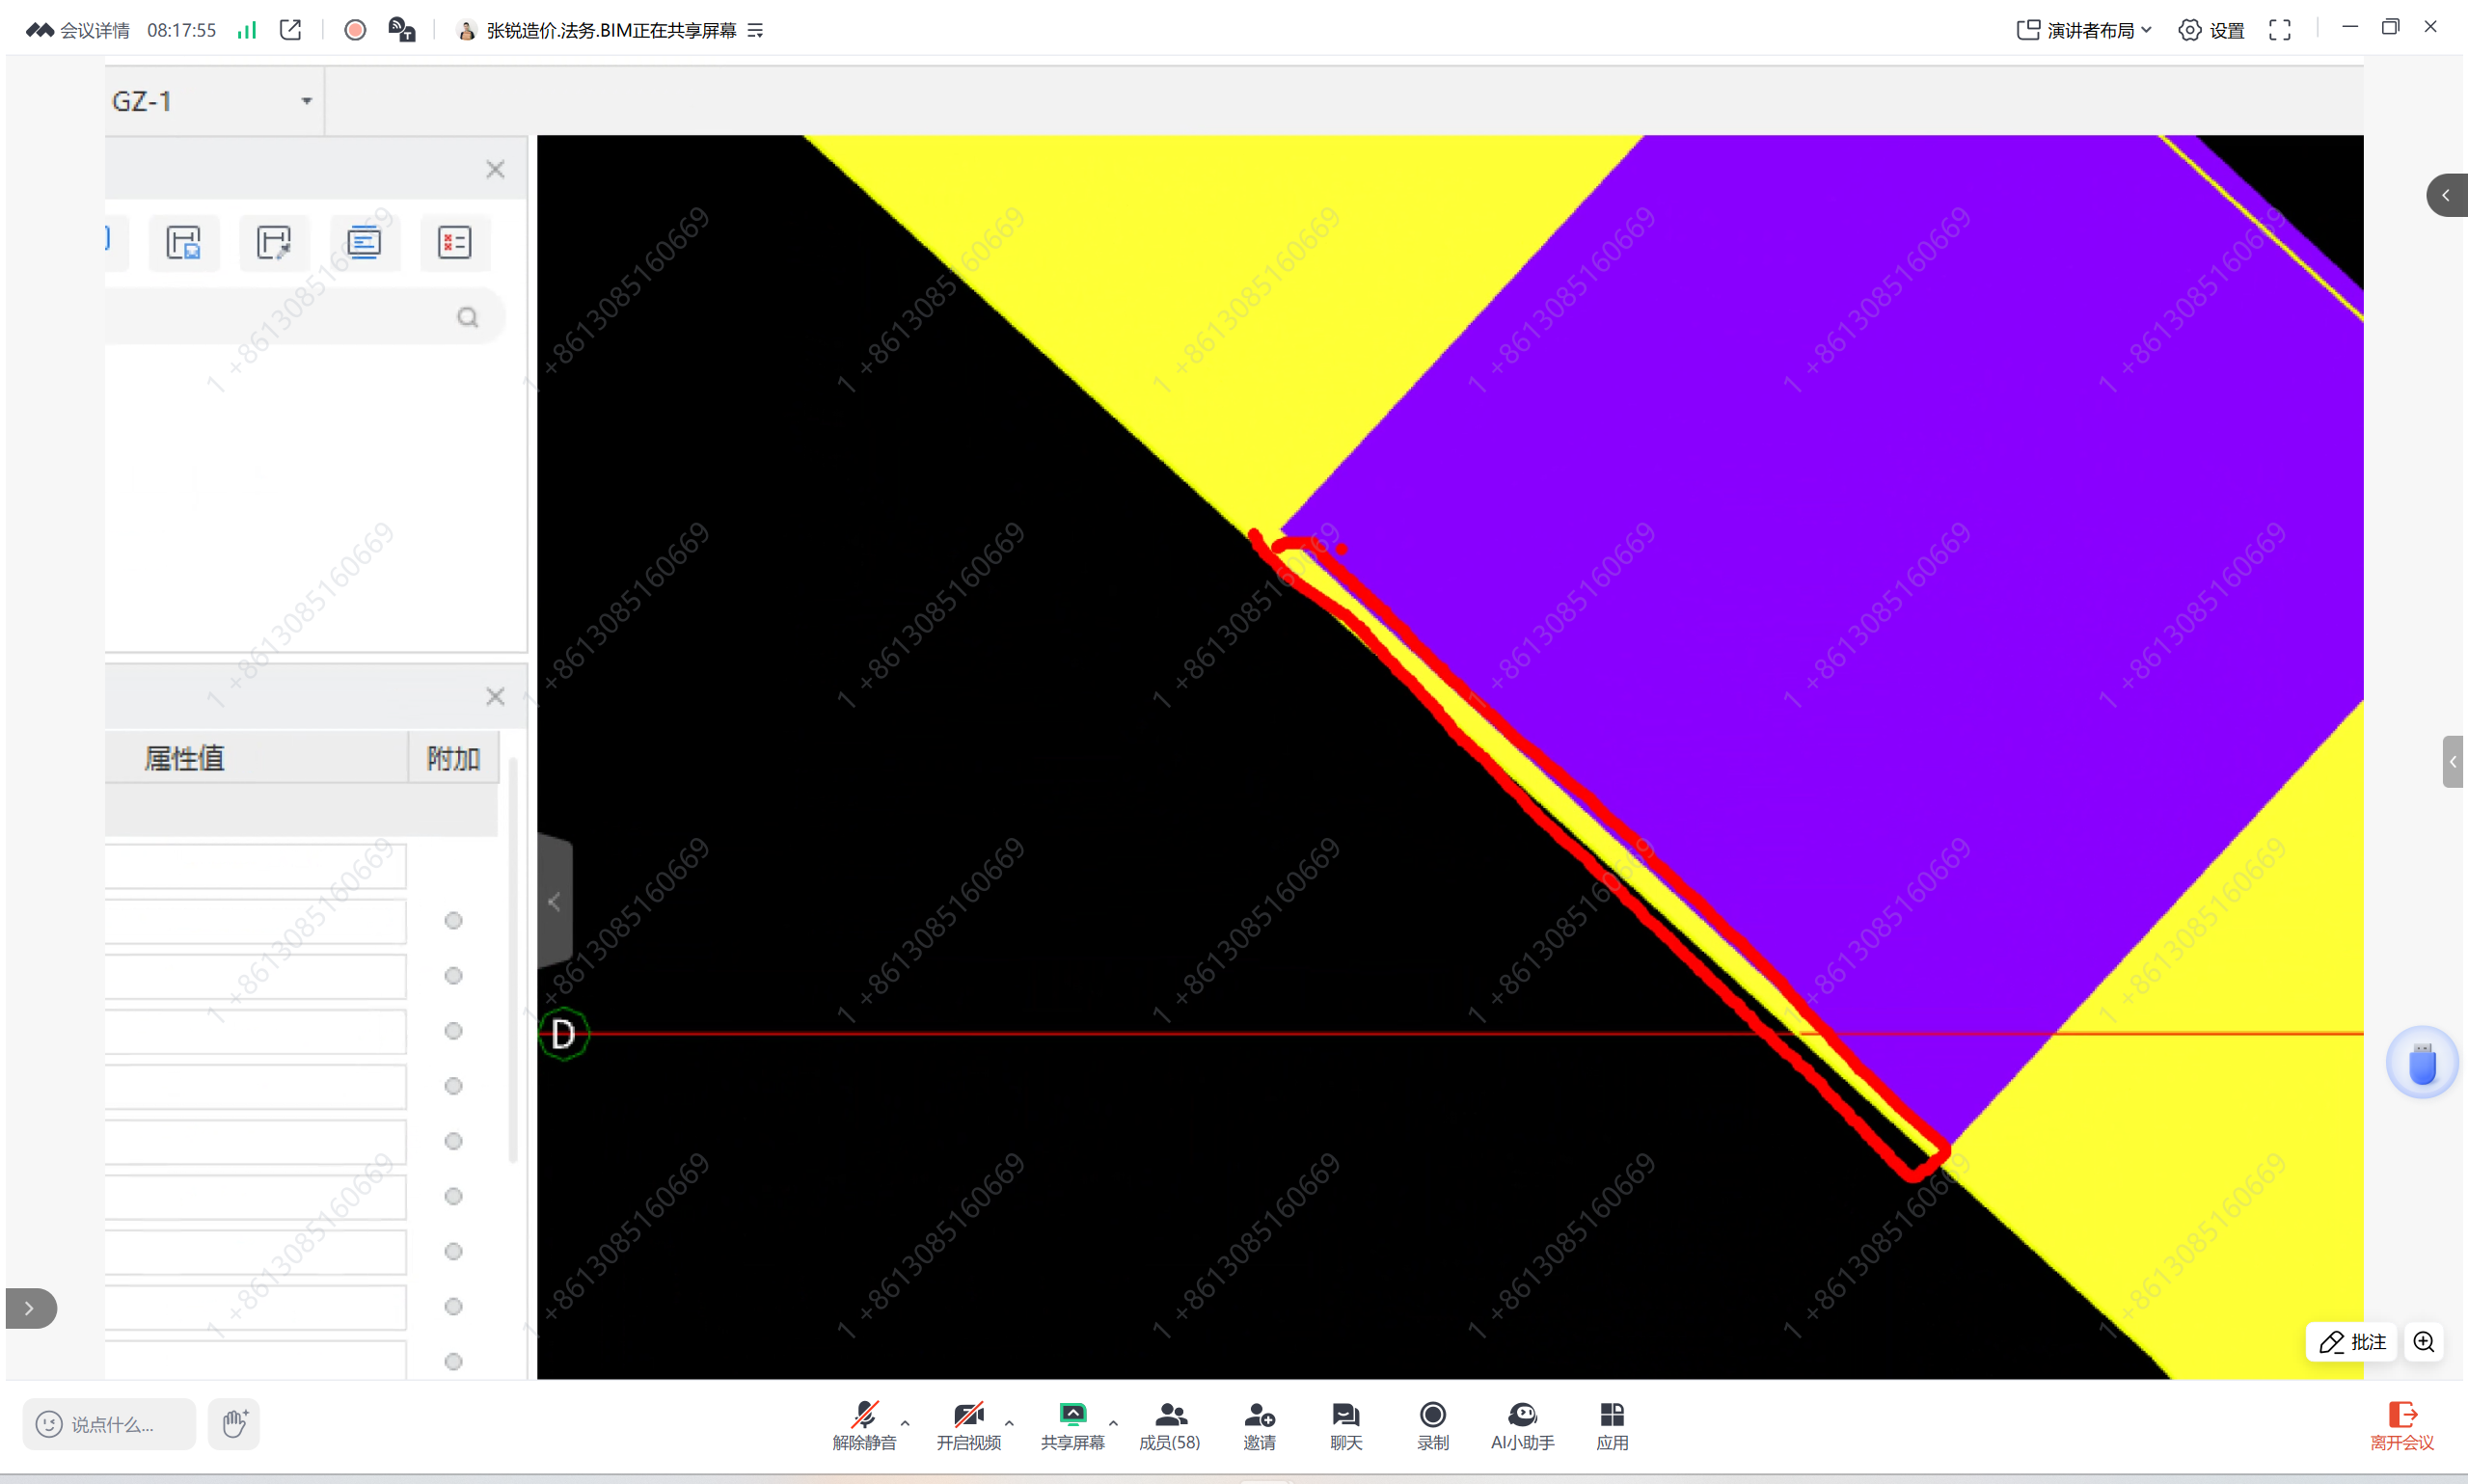 会议详情 08:17:55 张锐造价.法务.BIM正在共享屏幕 演讲者布局 设置
GZ-1
属性值 附加
D
1 +8613085160669
批注
说点什么...
解除静音 开启视频 共享屏幕 成员(58) 邀请 聊天 录制 AI小助手 应用 离开会议